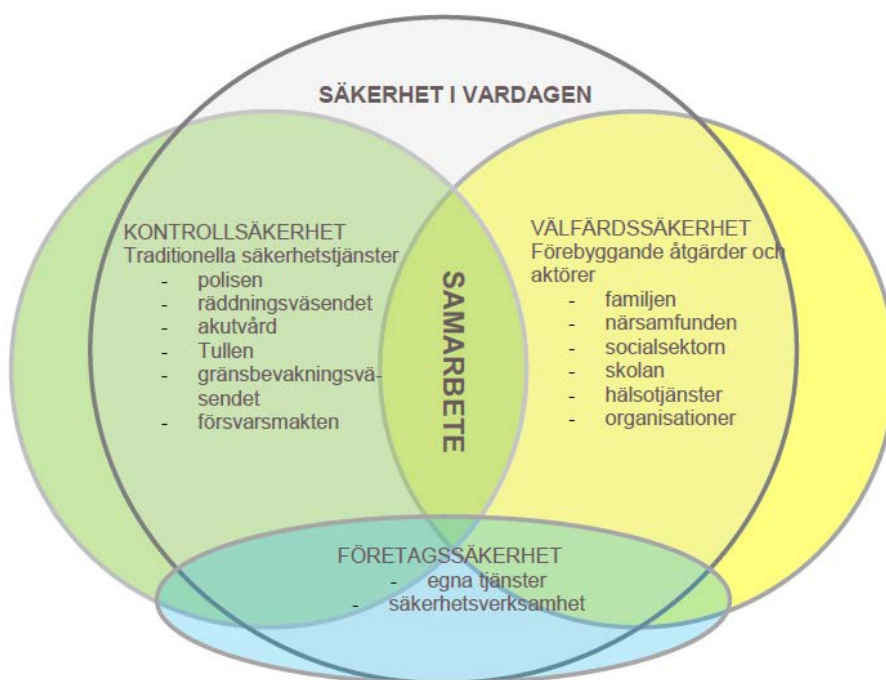 SÄKERHET I VARDAGEN
KONTROLLSÄKERHET
Traditionella säkerhetstjänster
- polisen
- räddningsväsendet
- akutvård
- Tullen
- gränsbevakningsvä-
sendet
- försvarsmakten
SAMARBETE
VÄLFÄRDSSÄKERHET
Förebyggande åtgärder och
aktörer
- familjen
- närsamfunden
- socialsektorn
- skolan
- hälsotjänster
- organisationer
FÖRETAGSSÄKERHET
- egna tjänster
- säkerhetsverksamhet